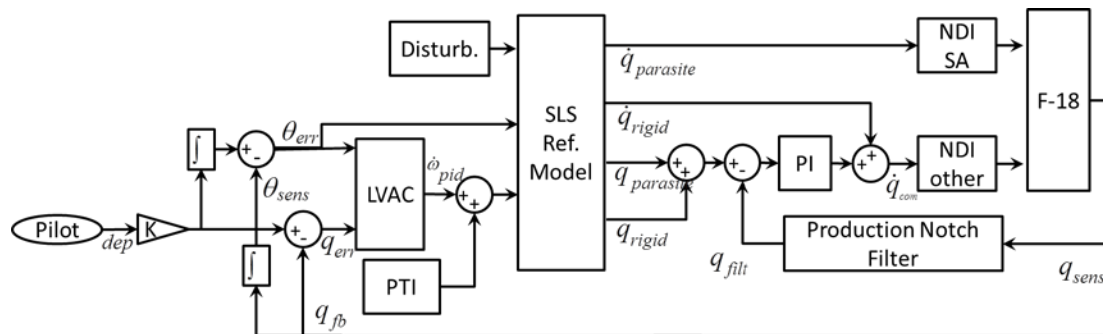 Disturb.
SLS
Ref.
Model
q̇parasite
NDI
SA
F-18
∫
+
-
θerr
θsens
LVAC
ω̇pid
+
+
q̇rigid
qparasite
+
+
+
-
PI
+
+
q̇com
NDI
other
Pilot
dep
K
+
-
qerr
∫
PTI
qrigid
qfilt
Production Notch
Filter
qsens
qfb